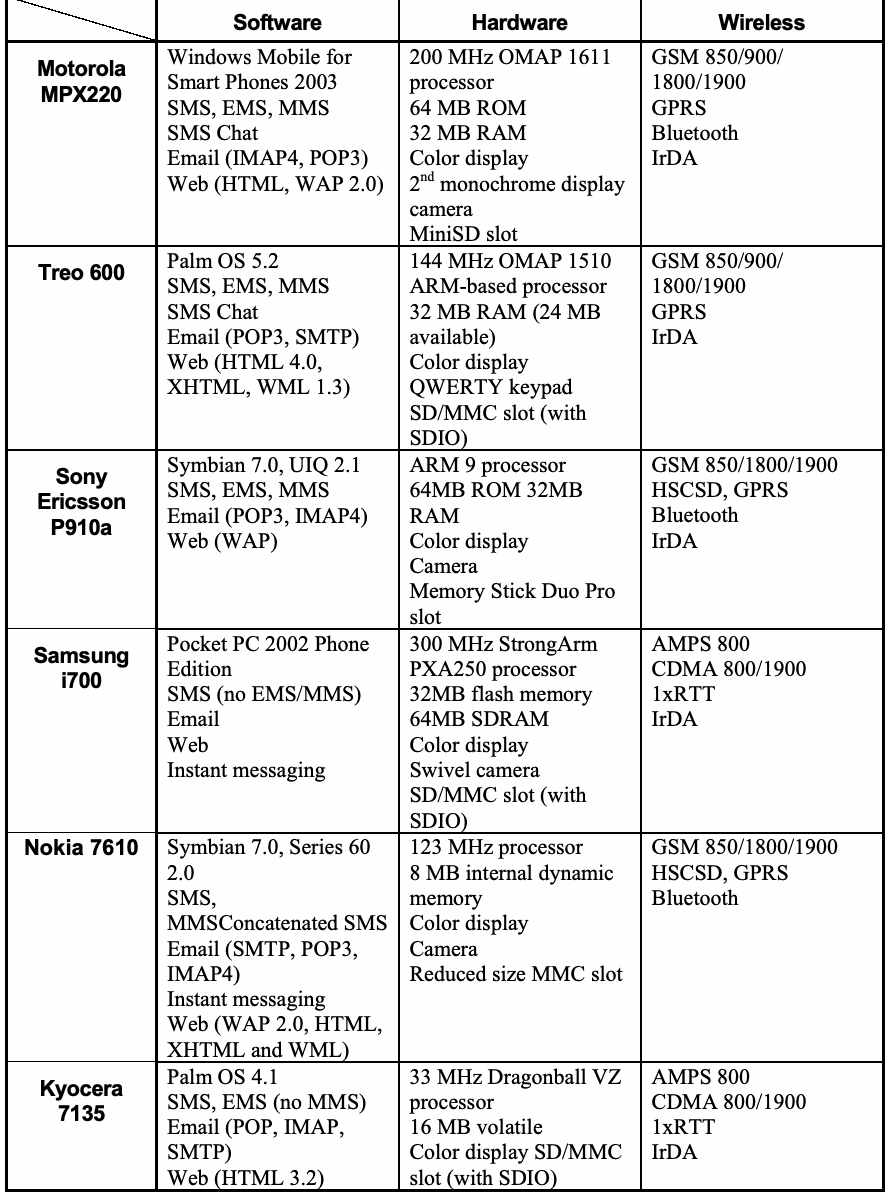 Software
Hardware
Wireless
Motorola
MPX220
Windows Mobile for
Smart Phones 2003
SMS, EMS, MMS
SMS Chat
Email (IMAP4, POP3)
Web (HTML, WAP 2.0)
200 MHz OMAP 1611
processor
64 MB ROM
32 MB RAM
Color display
2nd monochrome display
camera
MiniSD slot
GSM 850/900/
1800/1900
GPRS
Bluetooth
IrDA
Treo 600
Palm OS 5.2
SMS, EMS, MMS
SMS Chat
Email (POP3, SMTP)
Web (HTML 4.0,
XHTML, WML 1.3)
144 MHz OMAP 1510
ARM-based processor
32 MB RAM (24 MB
available)
Color display
QWERTY keypad
SD/MMC slot (with
SDIO)
GSM 850/900/
1800/1900
GPRS
IrDA
Sony
Ericsson
P910a
Symbian 7.0, UIQ 2.1
SMS, EMS, MMS
Email (POP3, IMAP4)
Web (WAP)
ARM 9 processor
64MB ROM 32MB
RAM
Color display
Camera
Memory Stick Duo Pro
slot
GSM 850/1800/1900
HSCSD, GPRS
Bluetooth
IrDA
Samsung
i700
Pocket PC 2002 Phone
Edition
SMS (no EMS/MMS)
Email
Web
Instant messaging
300 MHz StrongArm
PXA250 processor
32MB flash memory
64MB SDRAM
Color display
Swivel camera
SD/MMC slot (with
SDIO)
AMPS 800
CDMA 800/1900
1xRTT
IrDA
Nokia 7610
Symbian 7.0, Series 60
2.0
SMS,
MMSConcatenated SMS
Email (SMTP, POP3,
IMAP4)
Instant messaging
Web (WAP 2.0, HTML,
XHTML and WML)
123 MHz processor
8 MB internal dynamic
memory
Color display
Camera
Reduced size MMC slot
GSM 850/1800/1900
HSCSD, GPRS
Bluetooth
Kyocera
7135
Palm OS 4.1
SMS, EMS (no MMS)
Email (POP, IMAP,
SMTP)
Web (HTML 3.2)
33 MHz Dragonball VZ
processor
16 MB volatile
Color display SD/MMC
slot (with SDIO)
AMPS 800
CDMA 800/1900
1xRTT
IrDA